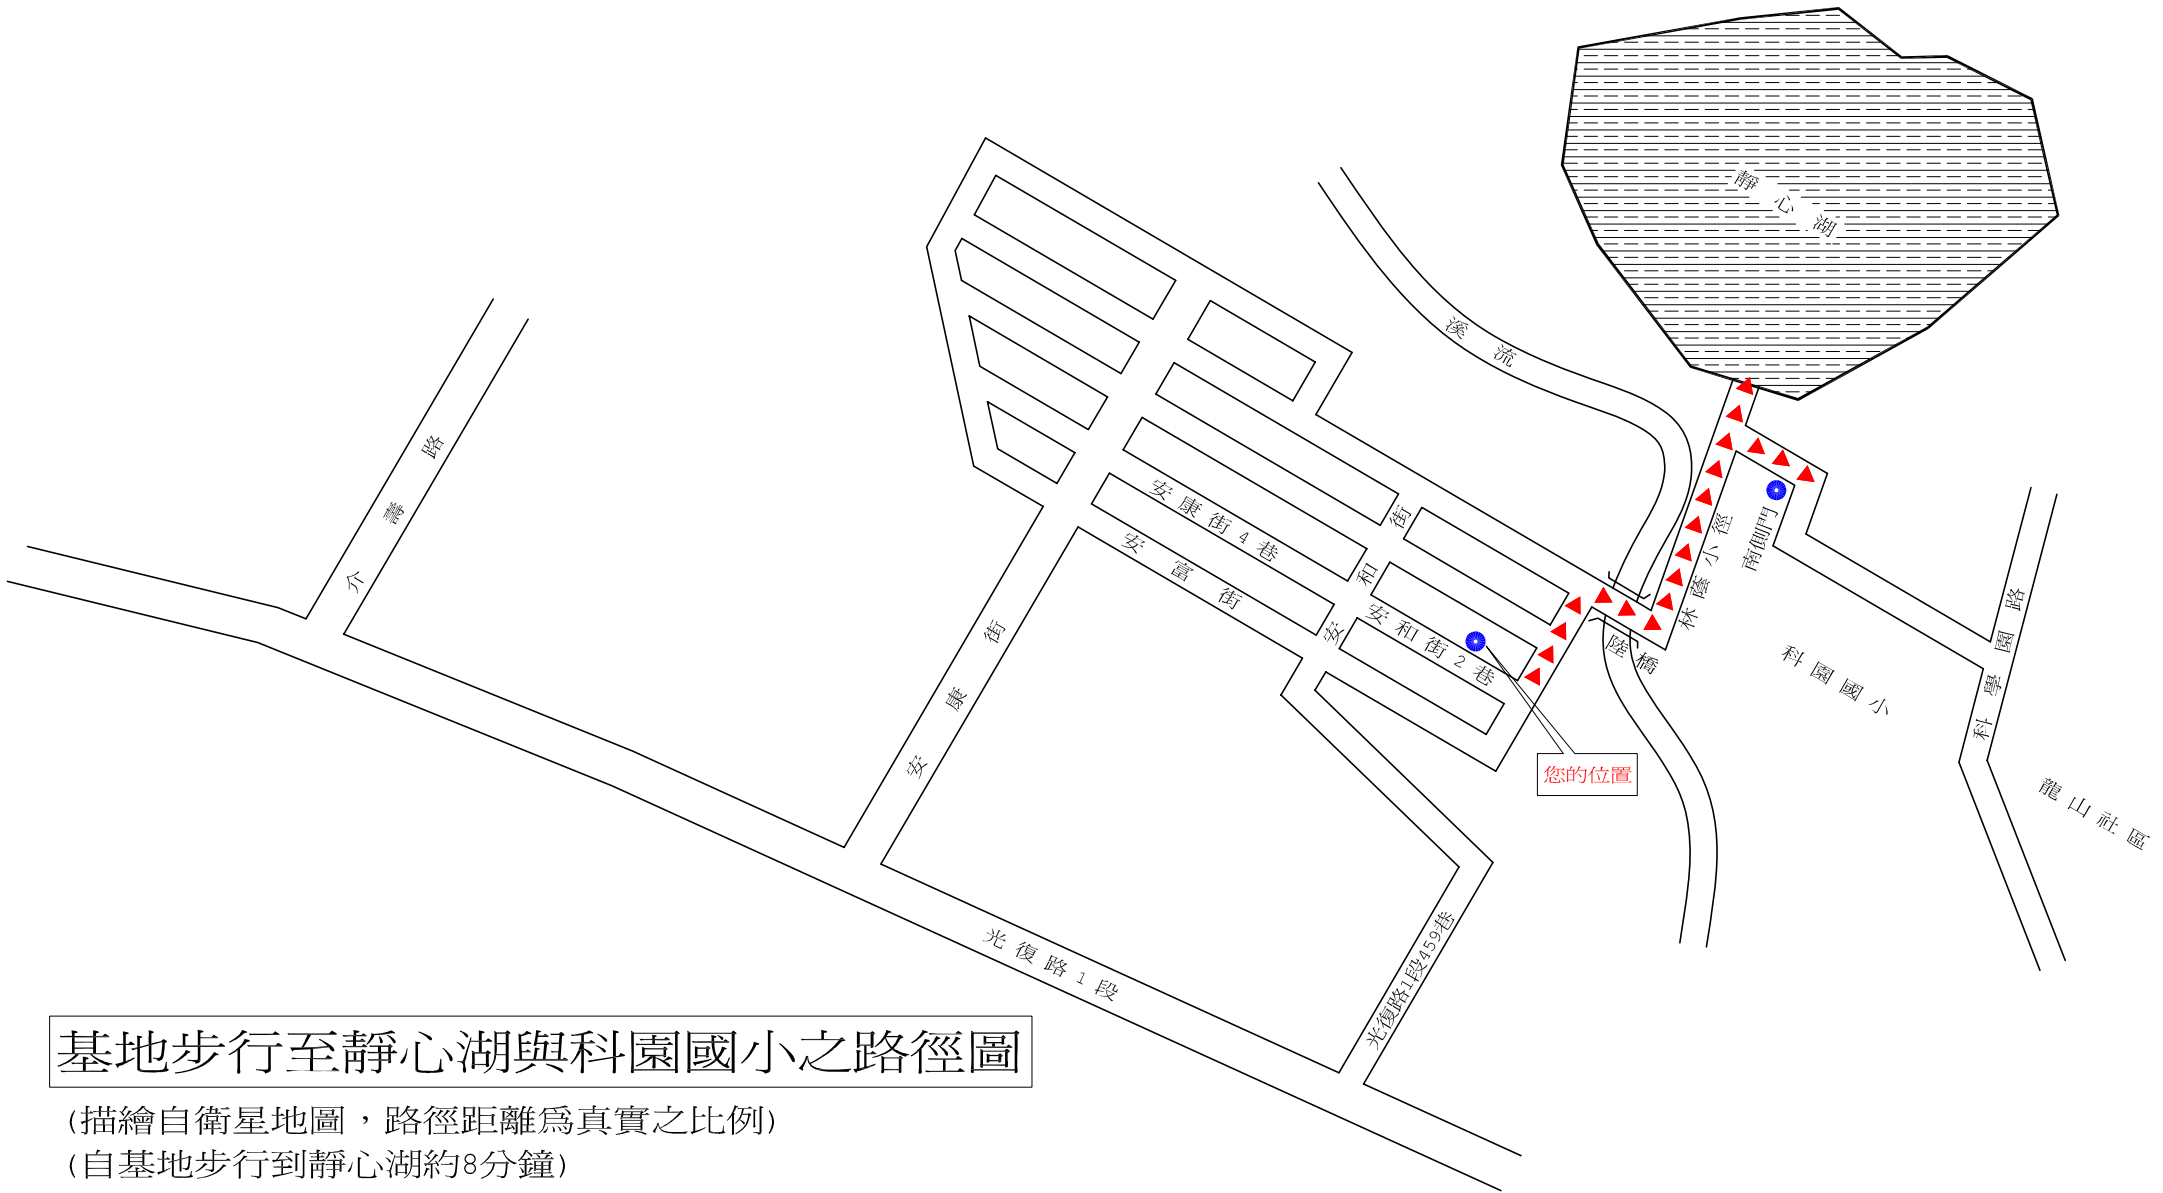 靜心湖
溪流
介壽路
安康街4巷
安富街
安和街
安和街2巷
安康街
林蔭小徑
南側門
陸橋
科園國小
科學園路
龍山社區
您的位置
光復路1段
光復路1段459巷
基地步行至靜心湖與科園國小之路徑圖
(描繪自衛星地圖，路徑距離為真實之比例)
(自基地步行到靜心湖約8分鐘)